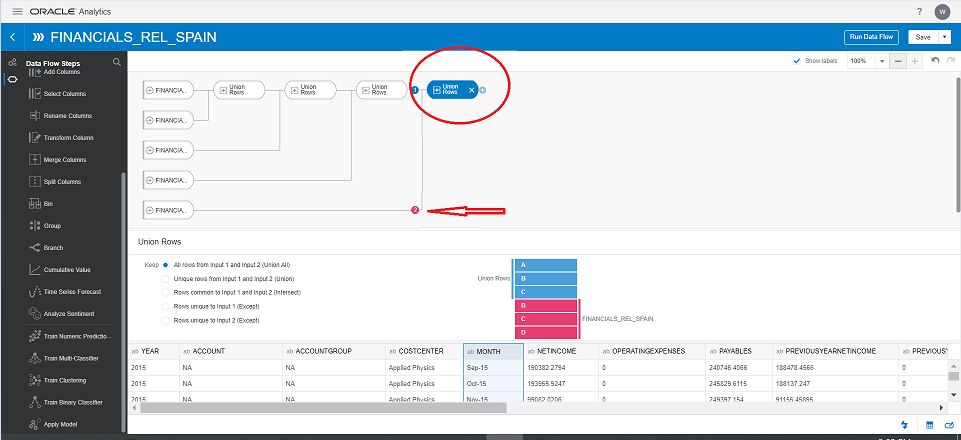 ORACLE Analytics
?
W
FINANCIALS_REL_SPAIN
Run Data Flow
Save
Data Flow Steps
Add Columns
Select Columns
Rename Columns
Transform Column
Merge Columns
Split Columns
Bin
Group
Branch
Cumulative Value
Time Series Forecast
Analyze Sentiment
Train Numeric Predictio...
Train Multi-Classifier
Train Clustering
Train Binary Classifier
Apply Model
Show labels
100%
FINANCIA...
Union Rows
Union Rows
Union Rows
1
Union Rows
FINANCIA...
FINANCIA...
FINANCIA...
FINANCIA...
2
Union Rows
Keep
All rows from Input 1 and Input 2 (Union All)
Unique rows from Input 1 and Input 2 (Union)
Rows common to Input 1 and Input 2 (Intersect)
Rows unique to Input 1 (Except)
Rows unique to Input 2 (Except)
Union Rows
A
B
C
B
C
D
FINANCIALS_REL_SPAIN
ab YEAR ab ACCOUNT ab ACCOUNTGROUP ab COSTCENTER ab MONTH ab NETINCOME ab OPERATINGEXPENSES ab PAYABLES ab PREVIOUSYEARNETINCOME ab PREVIOUS
2015 NA NA Applied Physics Sep-15 190382.2794 0 240746.4066 188478.4566 0
2015 NA NA Applied Physics Oct-15 193955.9247 0 245829.6115 188137.247 0
2015 NA NA Applied Physics Nov-15 99082.0206 0 249397.154 91155.45895 0